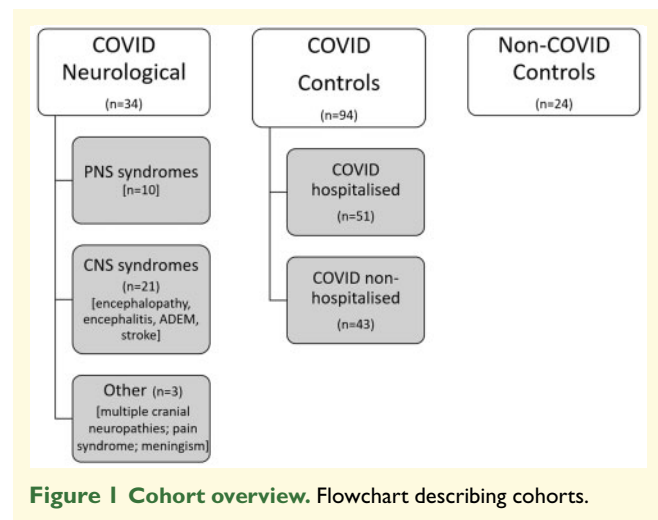 COVID
Neurological
(n=34)
PNS syndromes
[n=10]
CNS syndromes
(n=21)
[encephalopathy,
encephalitis, ADEM,
stroke]
Other (n=3)
[multiple cranial
neuropathies; pain
syndrome; meningism]
COVID
Controls
(n=94)
COVID
hospitalised
(n=51)
COVID non-
hospitalised
(n=43)
Non-COVID
Controls
(n=24)
Figure 1 Cohort overview. Flowchart describing cohorts.